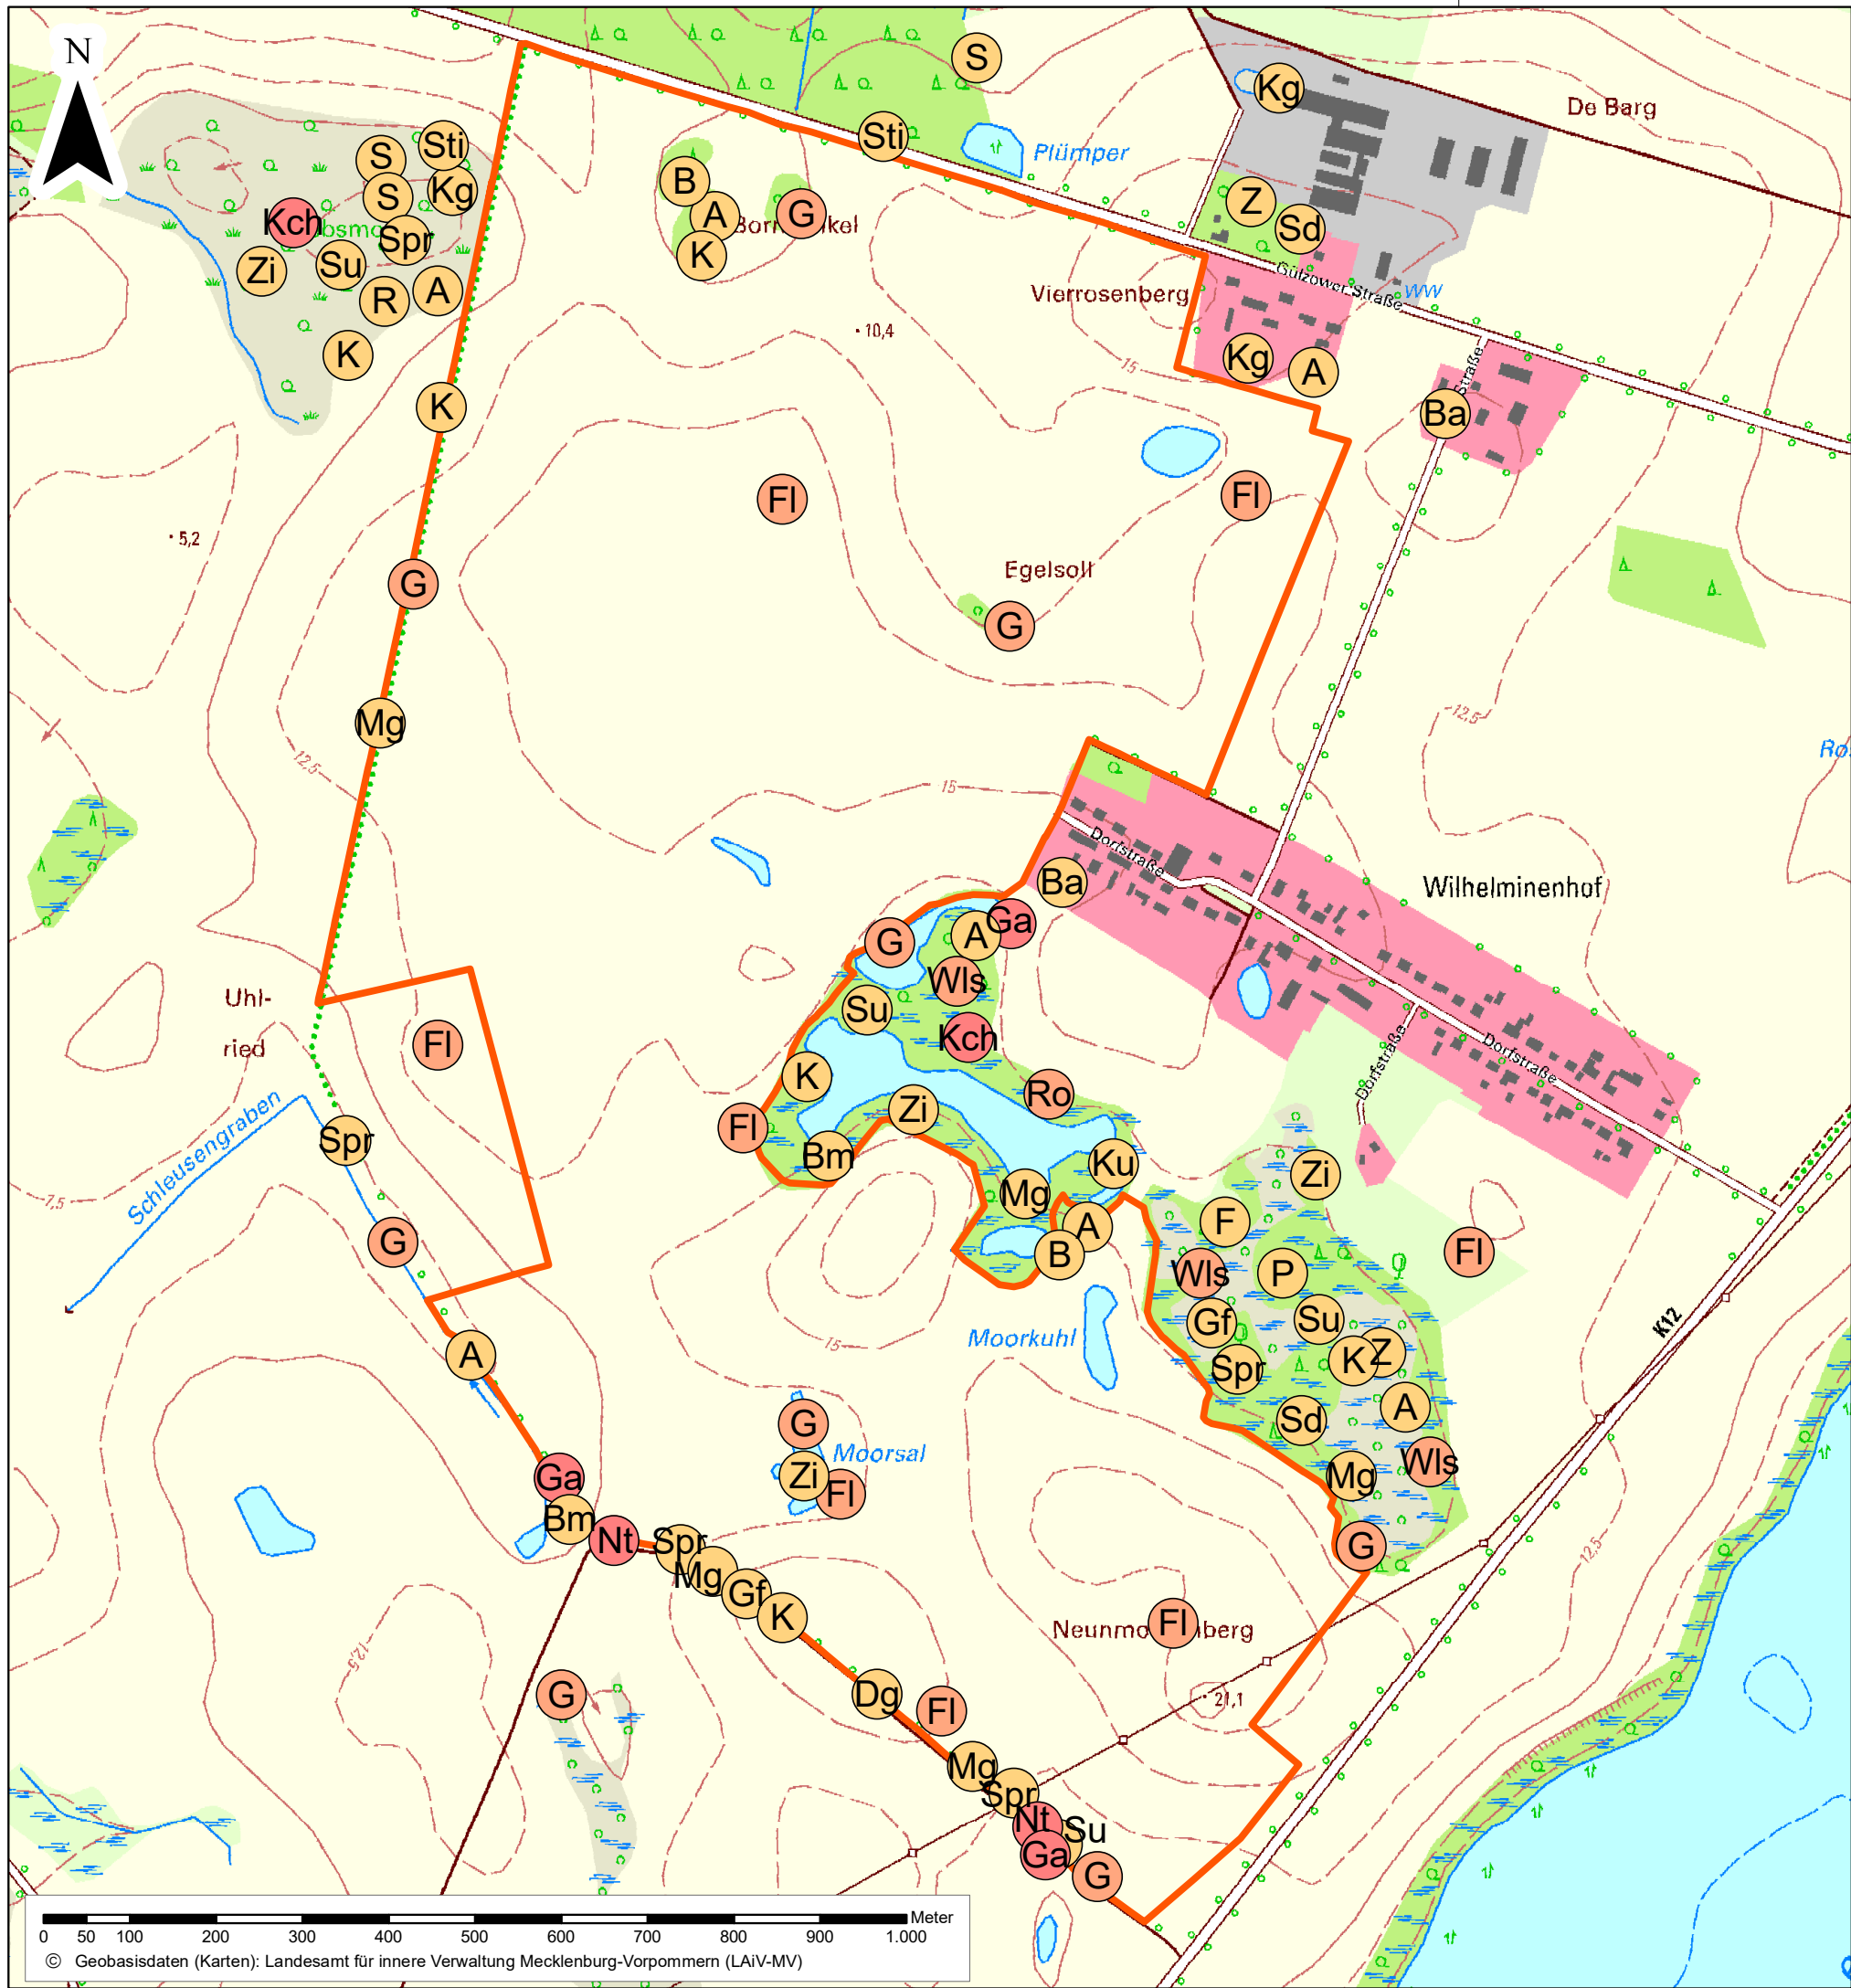 N
S
Kg
De Barg
Sti
Plümper
S
Sti
S
Kg
Kch
Spr
Zi
Su
R
A
K
B
A
G
K
Z
Sd
Gülzower Straße
WW
Vierrosenberg
10,4
15
Kg
A
Straße
Ba
K
Fl
Fl
5,2
Egelsoll
G
G
Mg
12,5
12,5
15
Dorfstraße
Wilhelminenhof
Ba
G
A
Ga
Wls
Su
Kch
Uhl-
ried
Fl
K
Zi
Ro
Dorfstraße
Dorfstraße
Schleusengraben
Spr
Fl
Bm
Mg
Ku
Zi
7,5
G
A
B
F
Wls
P
Fl
Gf
Su
K12
Moorkuhl
15
A
Spr
K
Z
Sd
A
G
Moorsal
Ga
Zi
Fl
Mg
Wls
Bm
Nt
Spr
Mg
Gf
K
G
12,5
12,5
Fl
G
Dg
Fl
21,1
Mg
Spr
Nt
Su
Ga
G
Meter
0 50 100 200 300 400 500 600 700 800 900 1.000
© Geobasisdaten (Karten): Landesamt für innere Verwaltung Mecklenburg-Vorpommern (LAiV-MV)